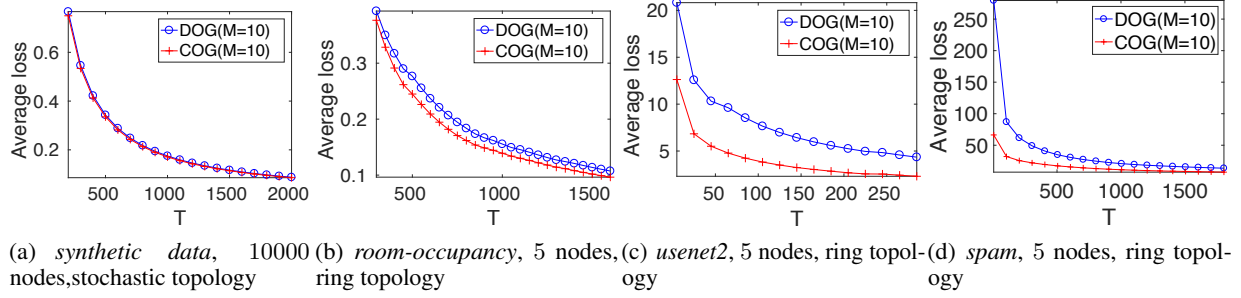 DOG(M=10)
COG(M=10)
Average loss
0.6
0.4
0.2
500 1000 1500 2000
T
DOG(M=10)
COG(M=10)
Average loss
0.3
0.2
0.1
500 1000 1500
T
DOG(M=10)
COG(M=10)
Average loss
20
15
10
5
50 100 150 200 250
T
DOG(M=10)
COG(M=10)
Average loss
250
200
150
100
50
500 1000 1500
T
(a) synthetic data, 10000
nodes,stochastic topology
(b) room-occupancy, 5 nodes,
ring topology
(c) usenet2, 5 nodes, ring topol-
ogy
(d) spam, 5 nodes, ring topol-
ogy